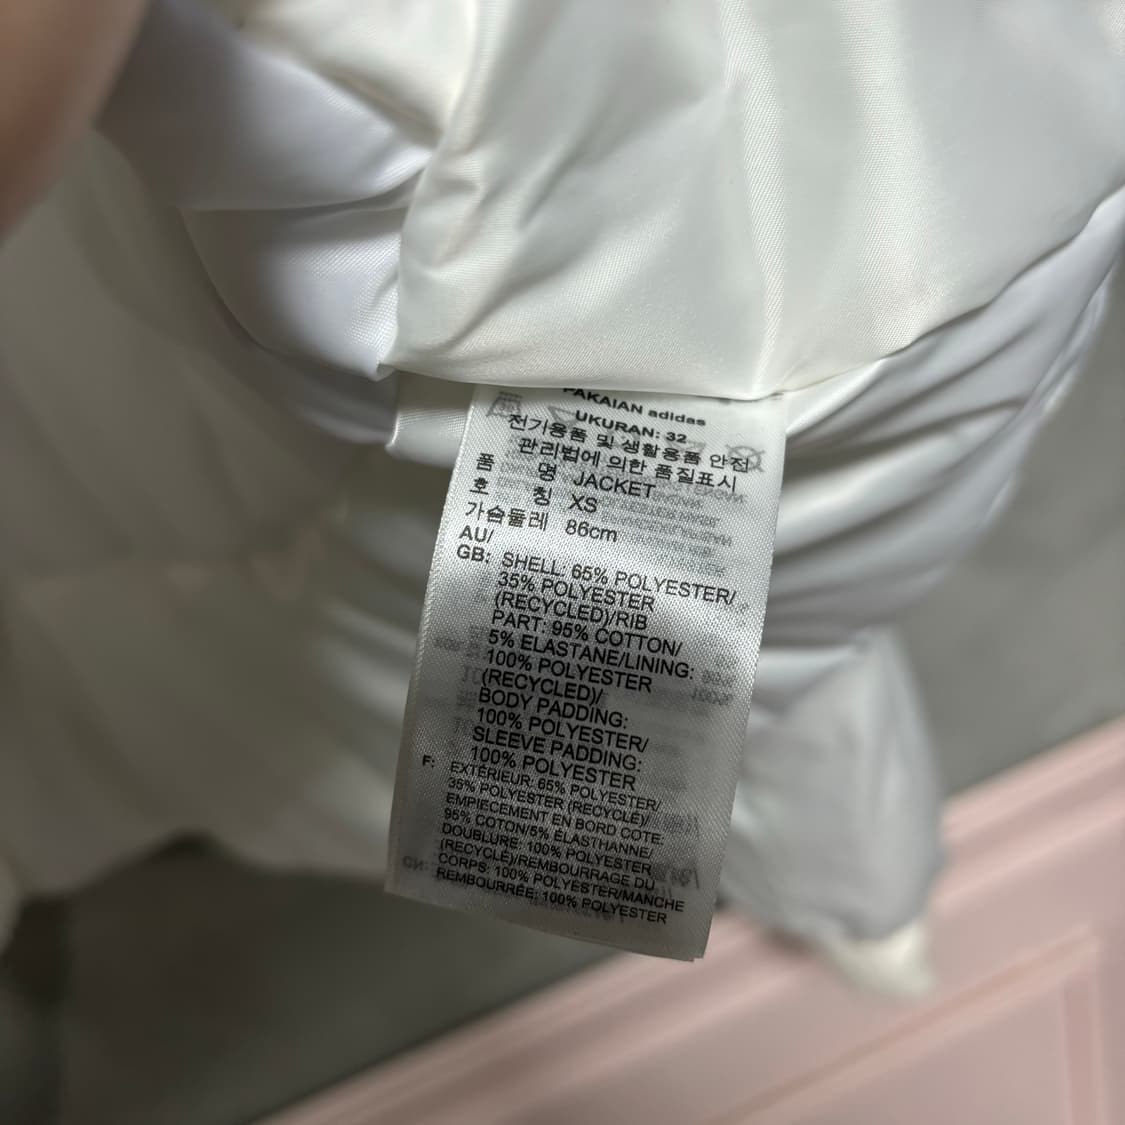 PAKAIAN adidas
UKURAN: 32
전기용품 및 생활용품 안전
관리법에 의한 품질표시
품 명 JACKET
호 칭 XS
가슴둘레 86cm
AU/
GB: SHELL: 65% POLYESTER/
35% POLYESTER
(RECYCLED)/RIB
PART: 95% COTTON/
5% ELASTANE/LINING:
100% POLYESTER
(RECYCLED)/
BODY PADDING:
100% POLYESTER/
SLEEVE PADDING:
100% POLYESTER
F: EXTÉRIEUR: 65% POLYESTER/
35% POLYESTER (RECYCLÉ)/
EMPIECEMENT EN BORD COTE:
95% COTON/5% ÉLASTHANNE/
DOUBLURE: 100% POLYESTER
(RECYCLÉ)/REMBOURRAGE DU
CORPS: 100% POLYESTER/MANCHE
REMBOURRÉE: 100% POLYESTER